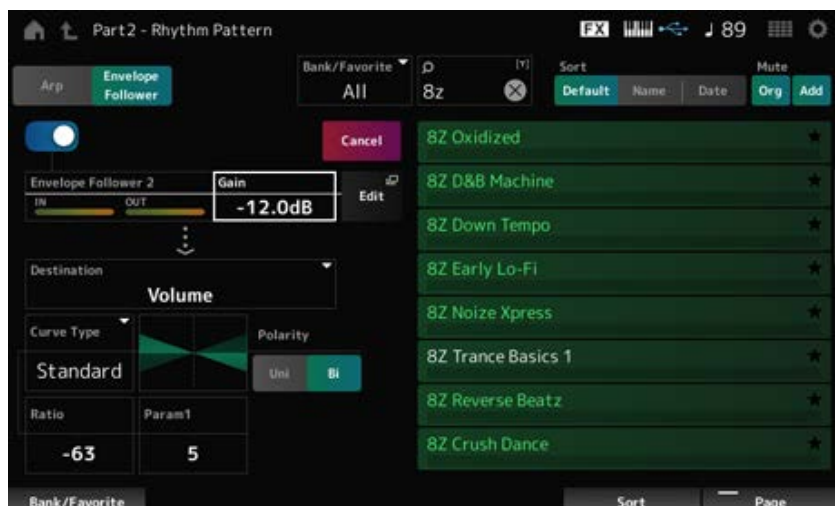 Part2 - Rhythm Pattern
FX
89
Arp
Envelope
Follower
Bank/Favorite
All
[Y]
8z
Sort
Default
Name
Date
Mute
Org
Add
Cancel
Envelope Follower 2
IN
OUT
Gain
-12.0dB
Edit
Destination
Volume
Curve Type
Standard
Polarity
Uni
Bi
Ratio
-63
Param1
5
8Z Oxidized
8Z D&B Machine
8Z Down Tempo
8Z Early Lo-Fi
8Z Noize Xpress
8Z Trance Basics 1
8Z Reverse Beatz
8Z Crush Dance
Bank/Favorite
Sort
Page